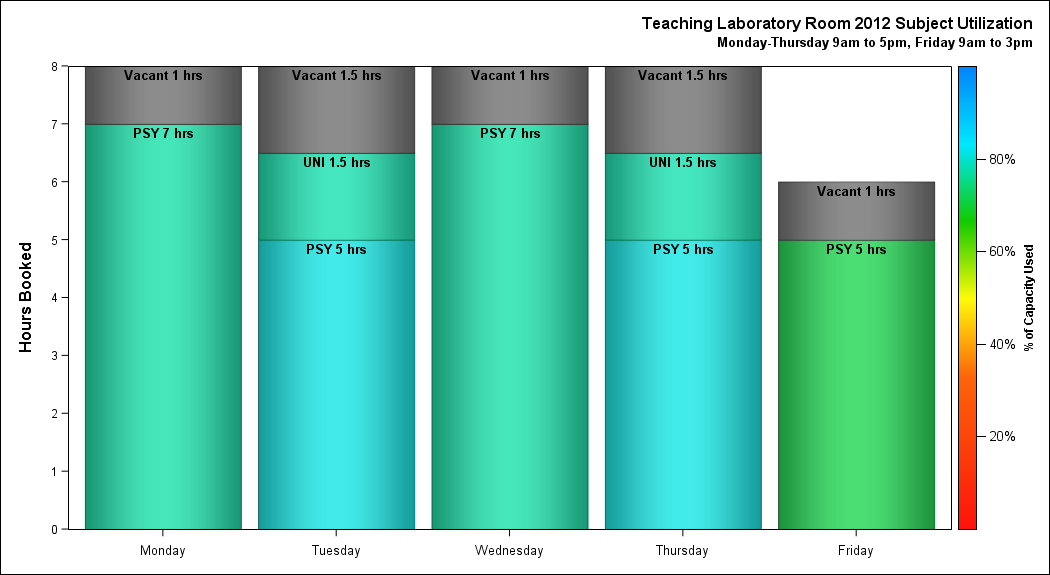 Teaching Laboratory Room 2012 Subject Utilization
Monday-Thursday 9am to 5pm, Friday 9am to 3pm
Hours Booked
8
7
6
5
4
3
2
1
0
Vacant 1 hrs
PSY 7 hrs
Vacant 1.5 hrs
UNI 1.5 hrs
PSY 5 hrs
Vacant 1 hrs
PSY 7 hrs
Vacant 1.5 hrs
UNI 1.5 hrs
PSY 5 hrs
Vacant 1 hrs
PSY 5 hrs
Monday
Tuesday
Wednesday
Thursday
Friday
80%
60%
40%
20%
% of Capacity Used